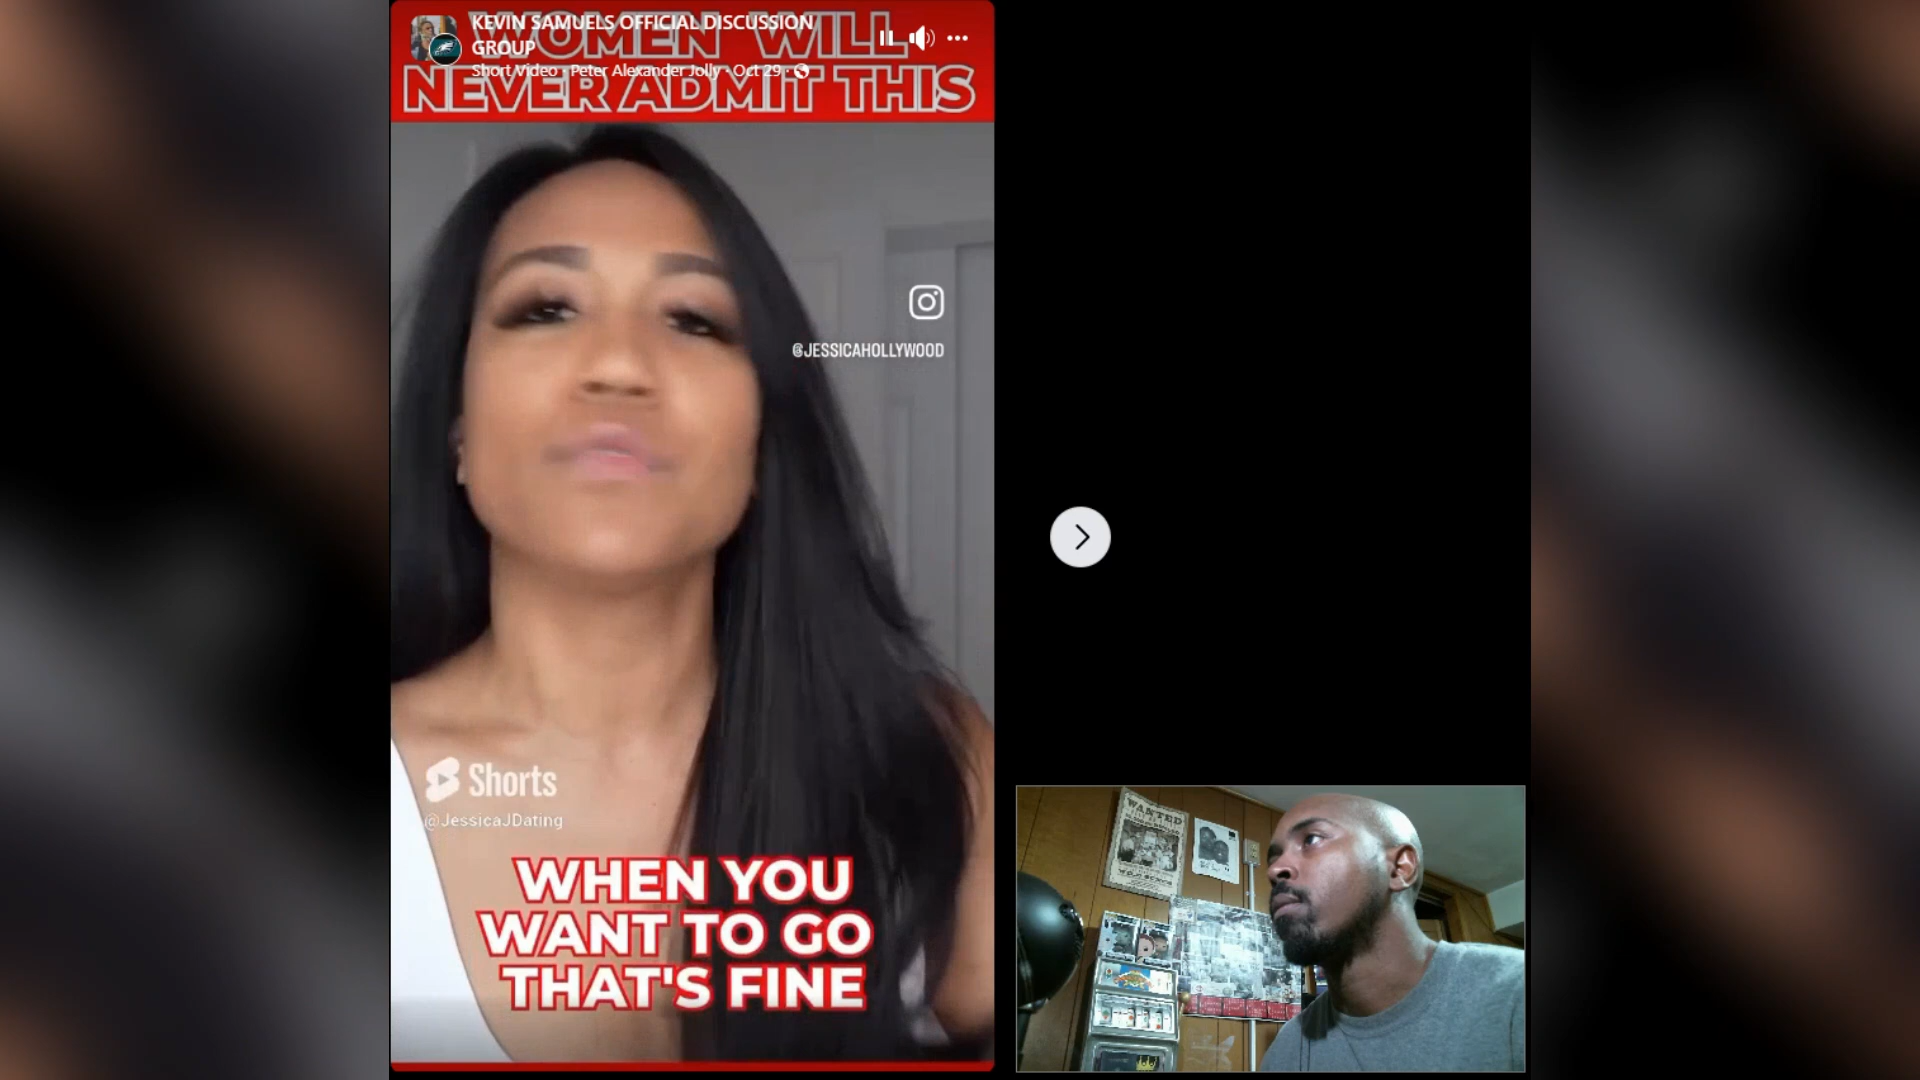 WOMEN WILL
NEVER ADMIT THIS
KEVIN SAMUELS OFFICIAL DISCUSSION
GROUP
Short Video · Peter Alexander Jolly · Oct 29 ·
@JESSICAHOLLYWOOD
Shorts
@JessicaJDating
WHEN YOU
WANT TO GO
THAT'S FINE
WANTED